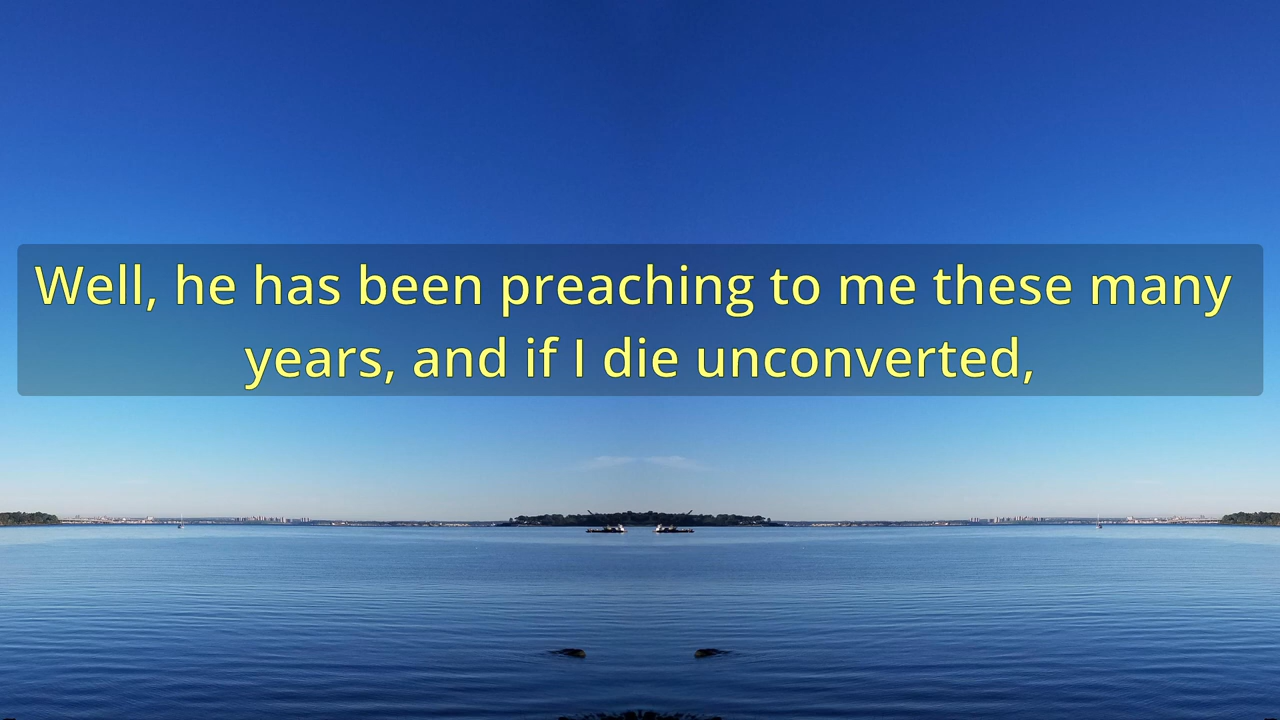 Well, he has been preaching to me these many
years, and if I die unconverted,